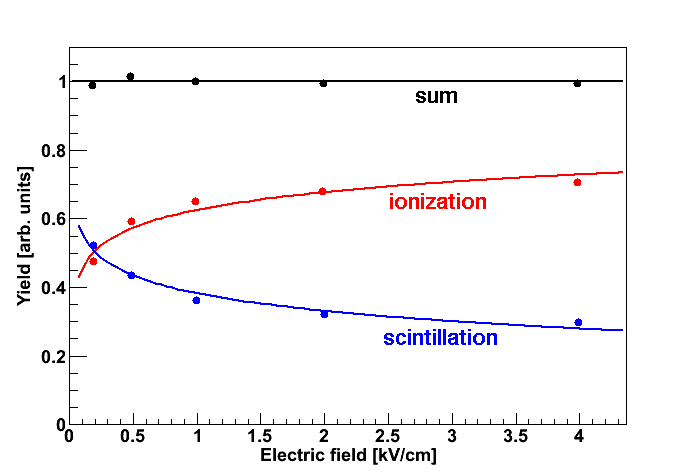 1
sum
0.8
ionization
0.6
Yield [arb. units]
0.4
scintillation
0.2
0
0 0.5 1 1.5 2 2.5 3 3.5 4
Electric field [kV/cm]